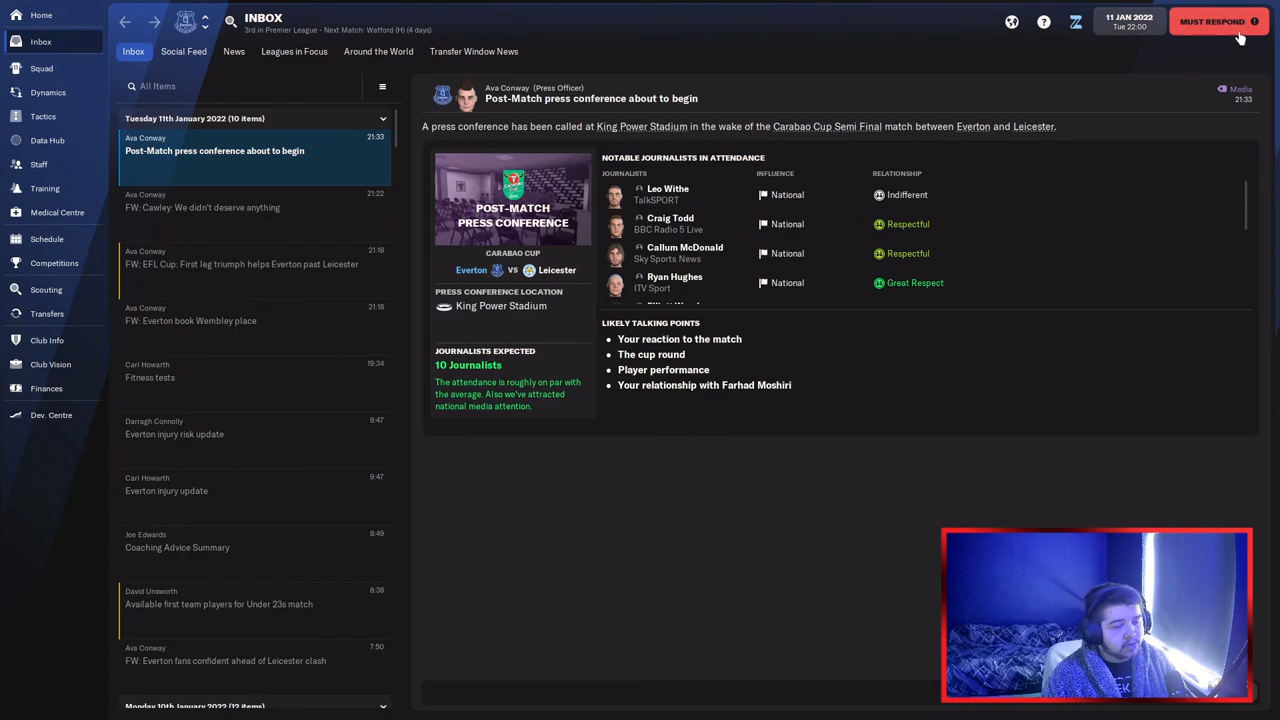 Home
Inbox
Squad
Dynamics
Tactics
Data Hub
Staff
Training
Medical Centre
Schedule
Competitions
Scouting
Transfers
Club Info
Club Vision
Finances
Dev. Centre
INBOX
3rd in Premier League - Next Match: Watford (H) (4 days)
11 JAN 2022
Tue 22:00
MUST RESPOND
Inbox
Social Feed
News
Leagues in Focus
Around the World
Transfer Window News
All Items
Tuesday 11th January 2022 (10 items)
Ava Conway 21:33
Post-Match press conference about to begin
Ava Conway 21:22
FW: Cawley: We didn't deserve anything
Ava Conway 21:18
FW: EFL Cup: First leg triumph helps Everton past Leicester
Ava Conway 21:18
FW: Everton book Wembley place
Carl Howarth 19:34
Fitness tests
Darragh Connolly 9:47
Everton injury risk update
Carl Howarth 9:47
Everton injury update
Joe Edwards 8:49
Coaching Advice Summary
David Unsworth 8:38
Available first team players for Under 23s match
Ava Conway 7:50
FW: Everton fans confident ahead of Leicester clash
Monday 10th January 2022 (12 items)
Ava Conway (Press Officer)
Post-Match press conference about to begin
Media
21:33
A press conference has been called at King Power Stadium in the wake of the Carabao Cup Semi Final match between Everton and Leicester.
POST-MATCH
PRESS CONFERENCE
CARABAO CUP
Everton VS Leicester
PRESS CONFERENCE LOCATION
King Power Stadium
JOURNALISTS EXPECTED
10 Journalists
The attendance is roughly on par with
the average. Also we've attracted
national media attention.
NOTABLE JOURNALISTS IN ATTENDANCE
JOURNALISTS INFLUENCE RELATIONSHIP
Leo Withe
TalkSPORT
National
Indifferent
Craig Todd
BBC Radio 5 Live
National
Respectful
Callum McDonald
Sky Sports News
National
Respectful
Ryan Hughes
ITV Sport
National
Great Respect
LIKELY TALKING POINTS
Your reaction to the match
The cup round
Player performance
Your relationship with Farhad Moshiri